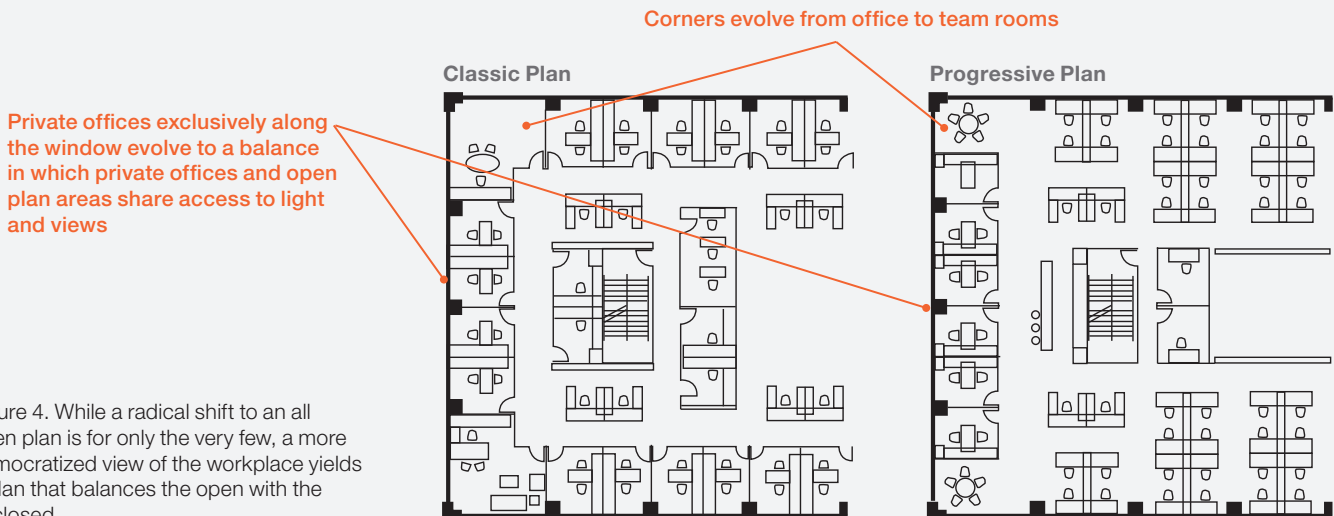 Corners evolve from office to team rooms
Classic Plan
Progressive Plan
Private offices exclusively along
the window evolve to a balance
in which private offices and open
plan areas share access to light
and views
ure 4. While a radical shift to an all
en plan is for only the very few, a more
mocratized view of the workplace yields
lan that balances the open with the
closed.